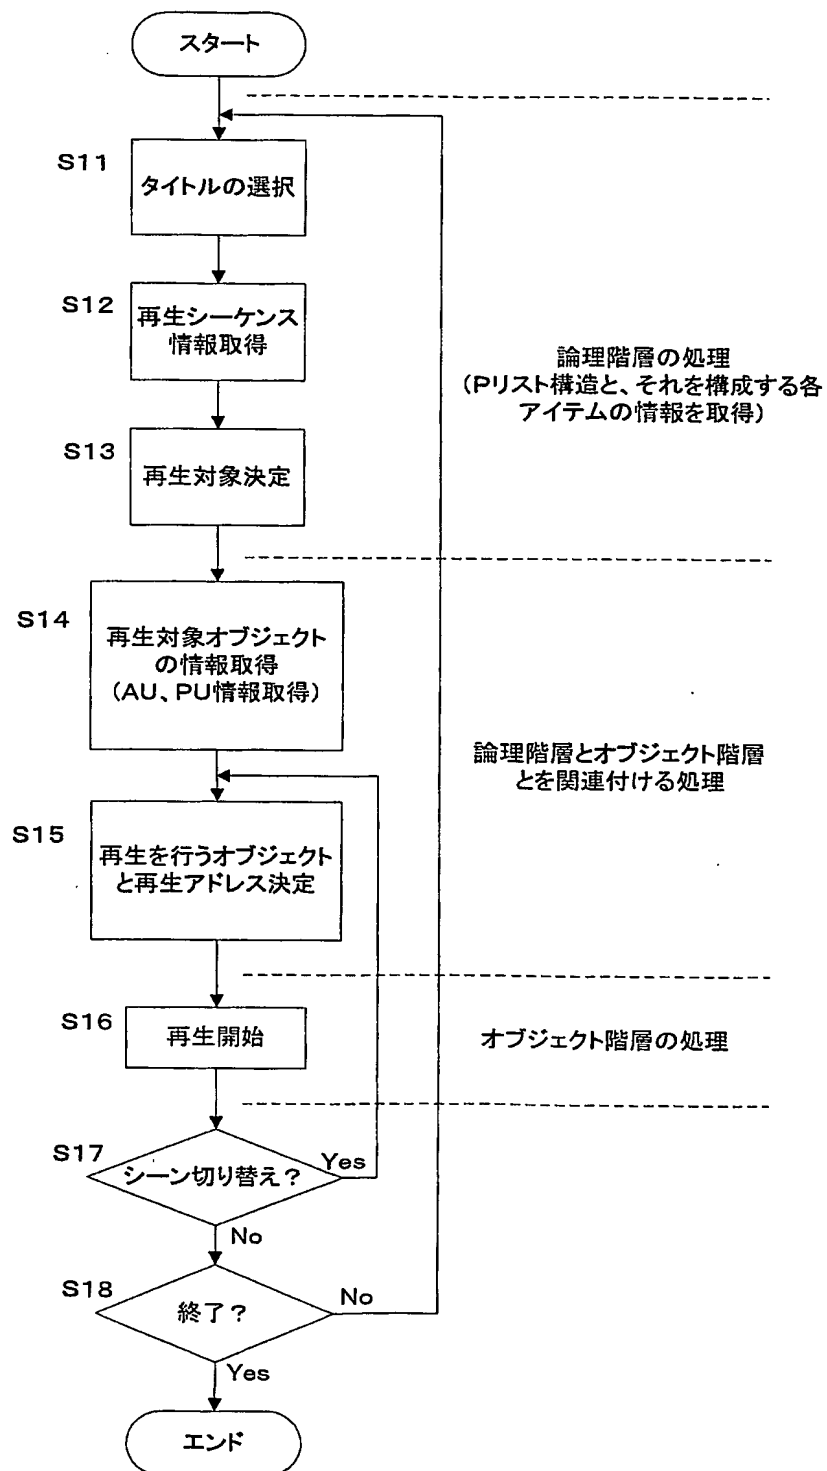 スタート
S11
タイトルの選択
S12
再生シーケンス
情報取得
論理階層の処理
(Pリスト構造と、それを構成する各
アイテムの情報を取得)
S13
再生対象決定
S14
再生対象オブジェクト
の情報取得
(AU、PU情報取得)
論理階層とオブジェクト階層
とを関連付ける処理
S15
再生を行うオブジェクト
と再生アドレス決定
S16
再生開始
オブジェクト階層の処理
S17
シーン切り替え?
Yes
No
S18
終了?
No
Yes
エンド